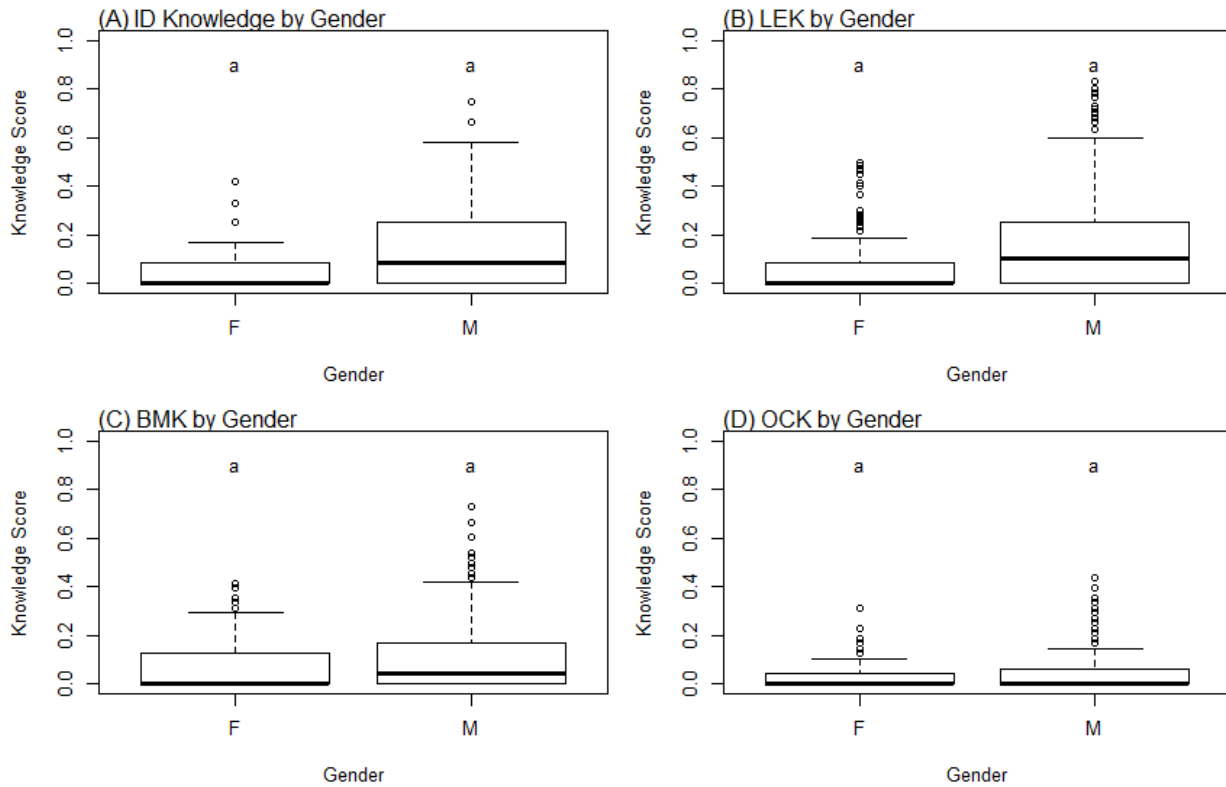 (A) ID Knowledge by Gender
Knowledge Score
0.0 0.2 0.4 0.6 0.8 1.0
a a
F M
Gender
(B) LEK by Gender
Knowledge Score
0.0 0.2 0.4 0.6 0.8 1.0
a a
F M
Gender
(C) BMK by Gender
Knowledge Score
0.0 0.2 0.4 0.6 0.8 1.0
a a
F M
Gender
(D) OCK by Gender
Knowledge Score
0.0 0.2 0.4 0.6 0.8 1.0
a a
F M
Gender